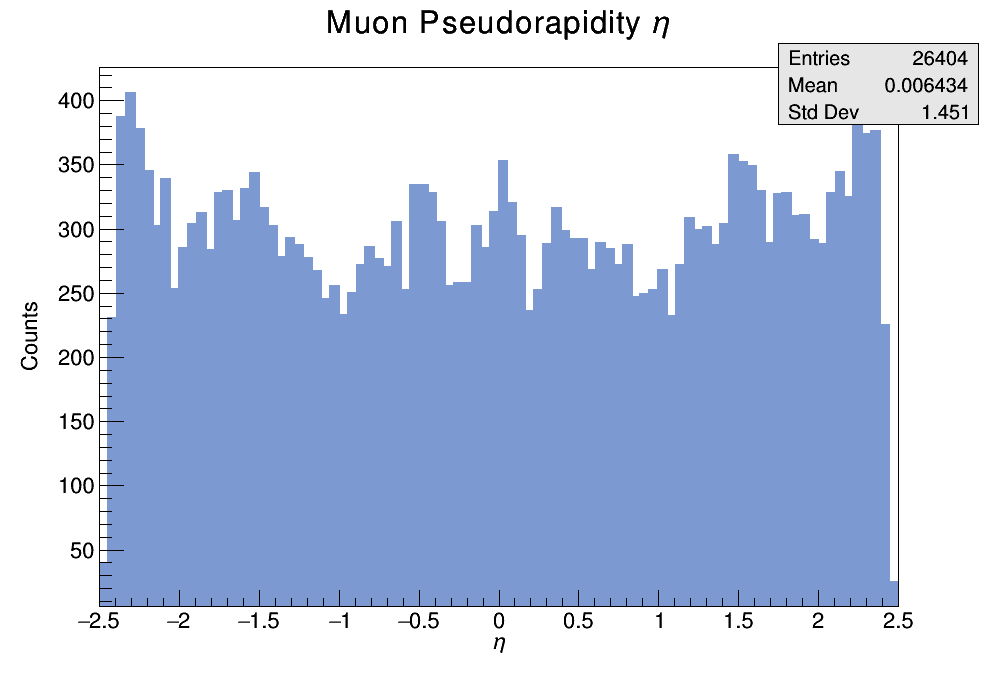 Muon Pseudorapidity η
Entries 26404
Mean 0.006434
Std Dev 1.451
Counts
400
350
300
250
200
150
100
50
−2.5 −2 −1.5 −1 −0.5 0 0.5 1 1.5 2 2.5
η